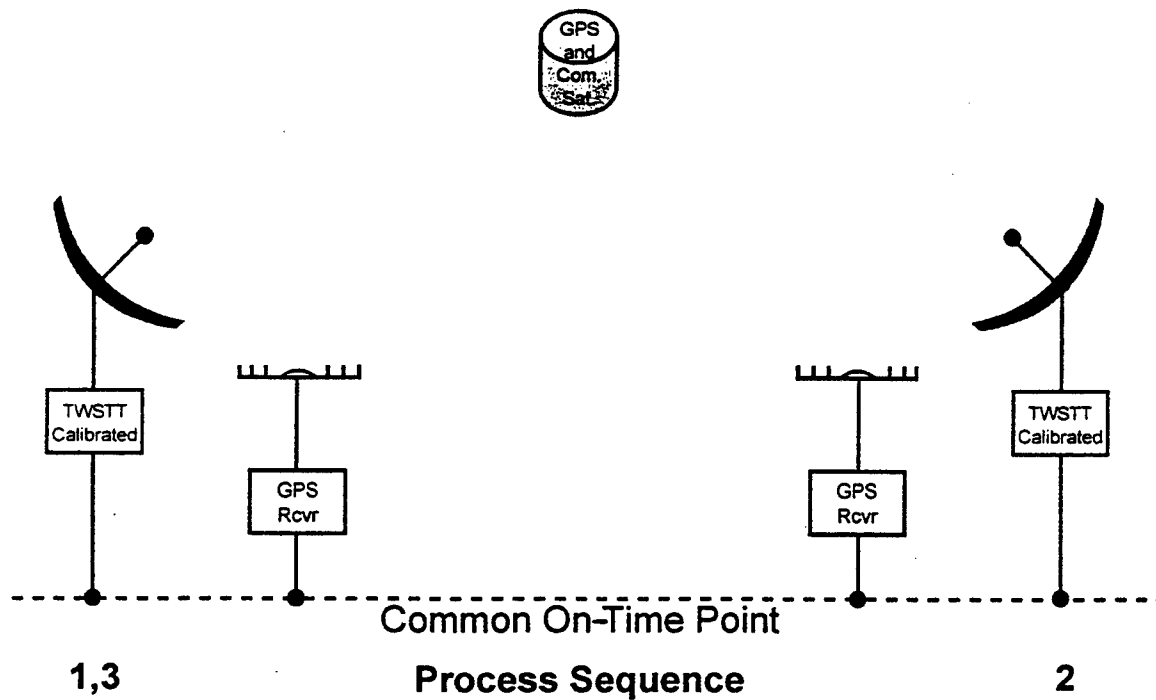 GPS
and
Com.
Sat.
TWSTT
Calibrated
GPS
Rcvr
GPS
Rcvr
TWSTT
Calibrated
Common On-Time Point
1,3
Process Sequence
2